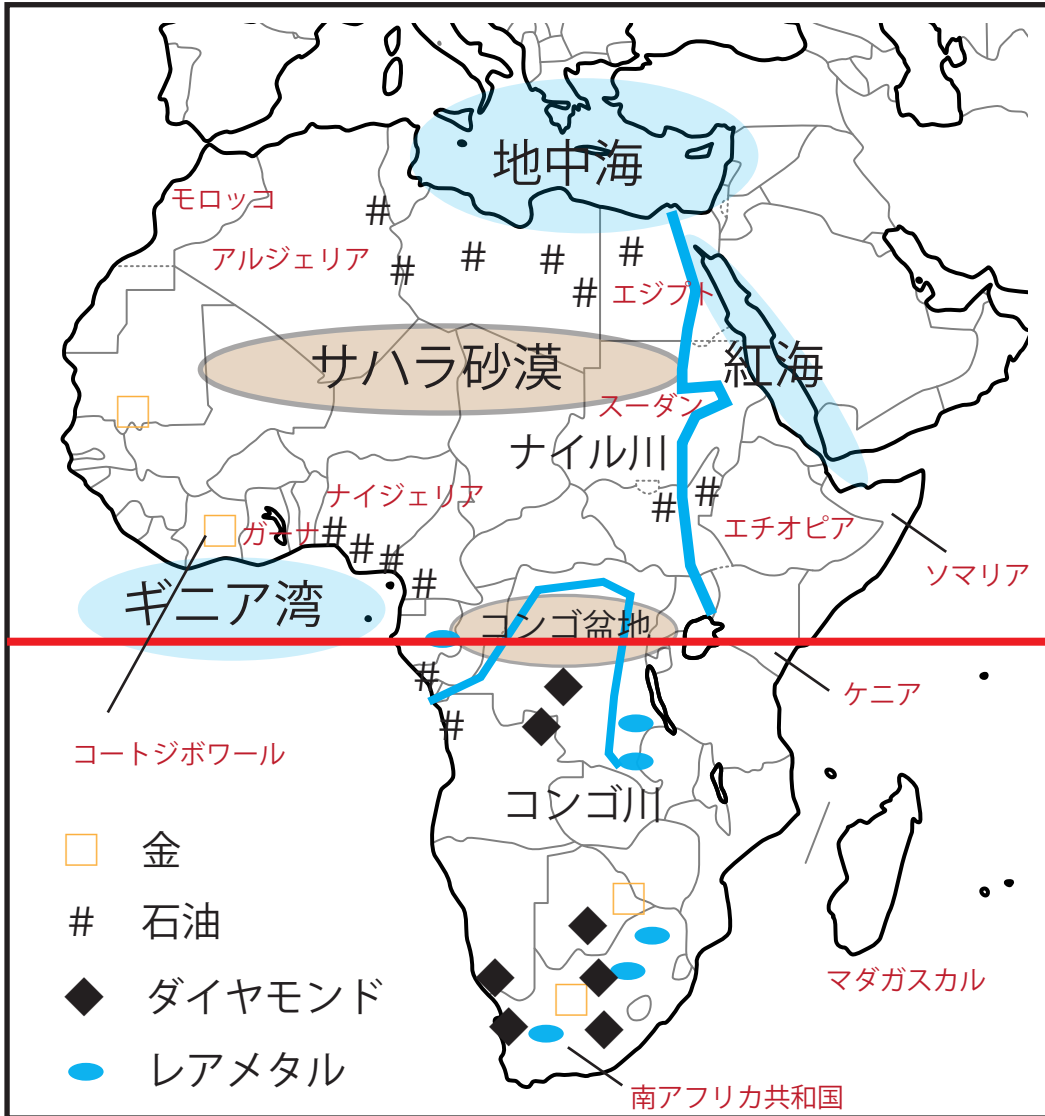 地中海
モロッコ
アルジェリア
エジプト
サハラ砂漠
紅海
スーダン
ナイル川
ナイジェリア
ガーナ
エチオピア
ソマリア
ギニア湾
コンゴ盆地
ケニア
コートジボワール
コンゴ川
金
# 石油
ダイヤモンド
レアメタル
マダガスカル
南アフリカ共和国